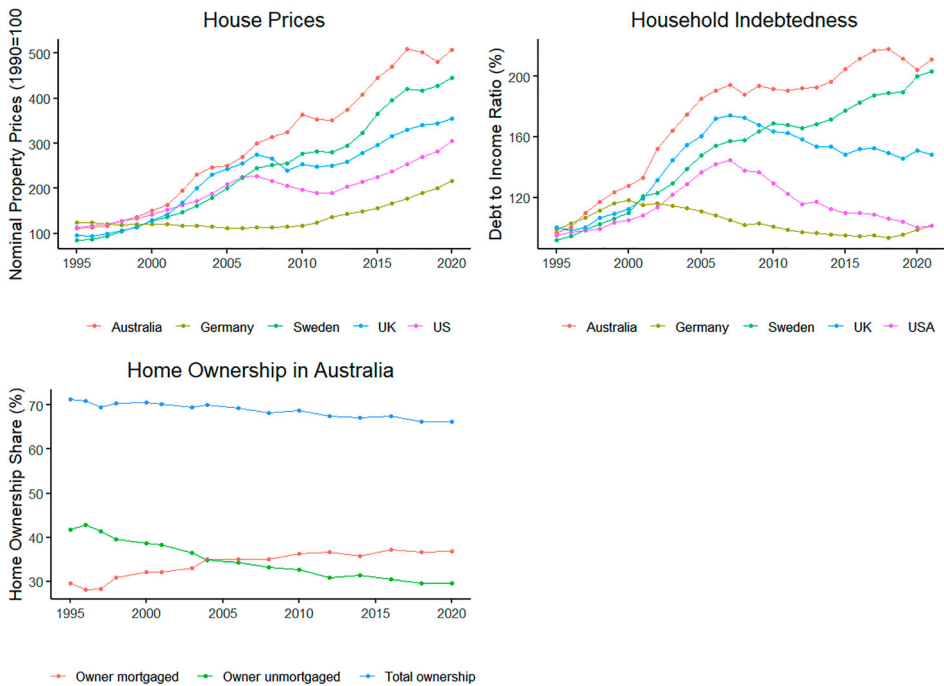 House Prices
Nominal Property Prices (1990=100)
500
400
300
200
100
1995 2000 2005 2010 2015 2020
Australia Germany Sweden UK US
Household Indebtedness
Debt to Income Ratio (%)
200
160
120
1995 2000 2005 2010 2015 2020
Australia Germany Sweden UK USA
Home Ownership in Australia
Home Ownership Share (%)
70
60
50
40
30
1995 2000 2005 2010 2015 2020
Owner mortgaged Owner unmortgaged Total ownership